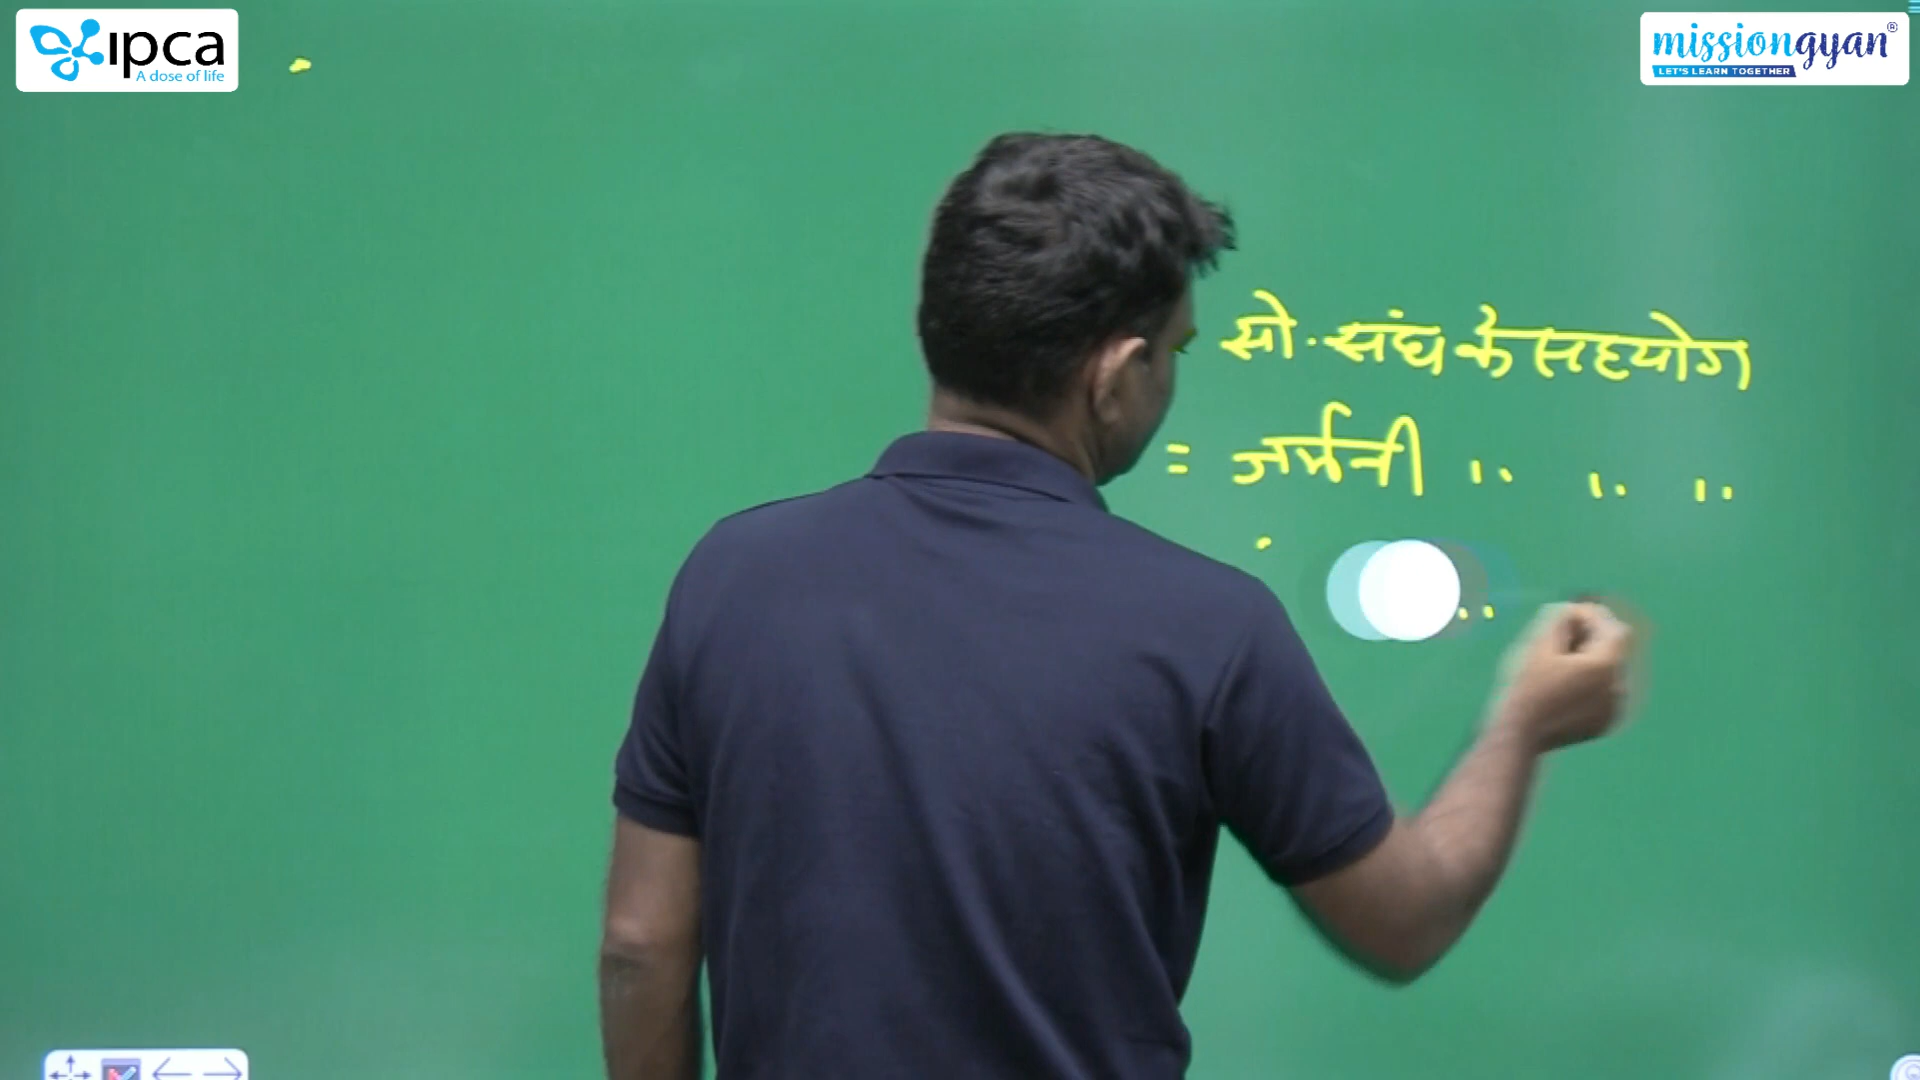 ipca
A dose of life
missiongyan®
LET'S LEARN TOGETHER
सो. संघ के सहयोग
= जर्मनी '' '' ''